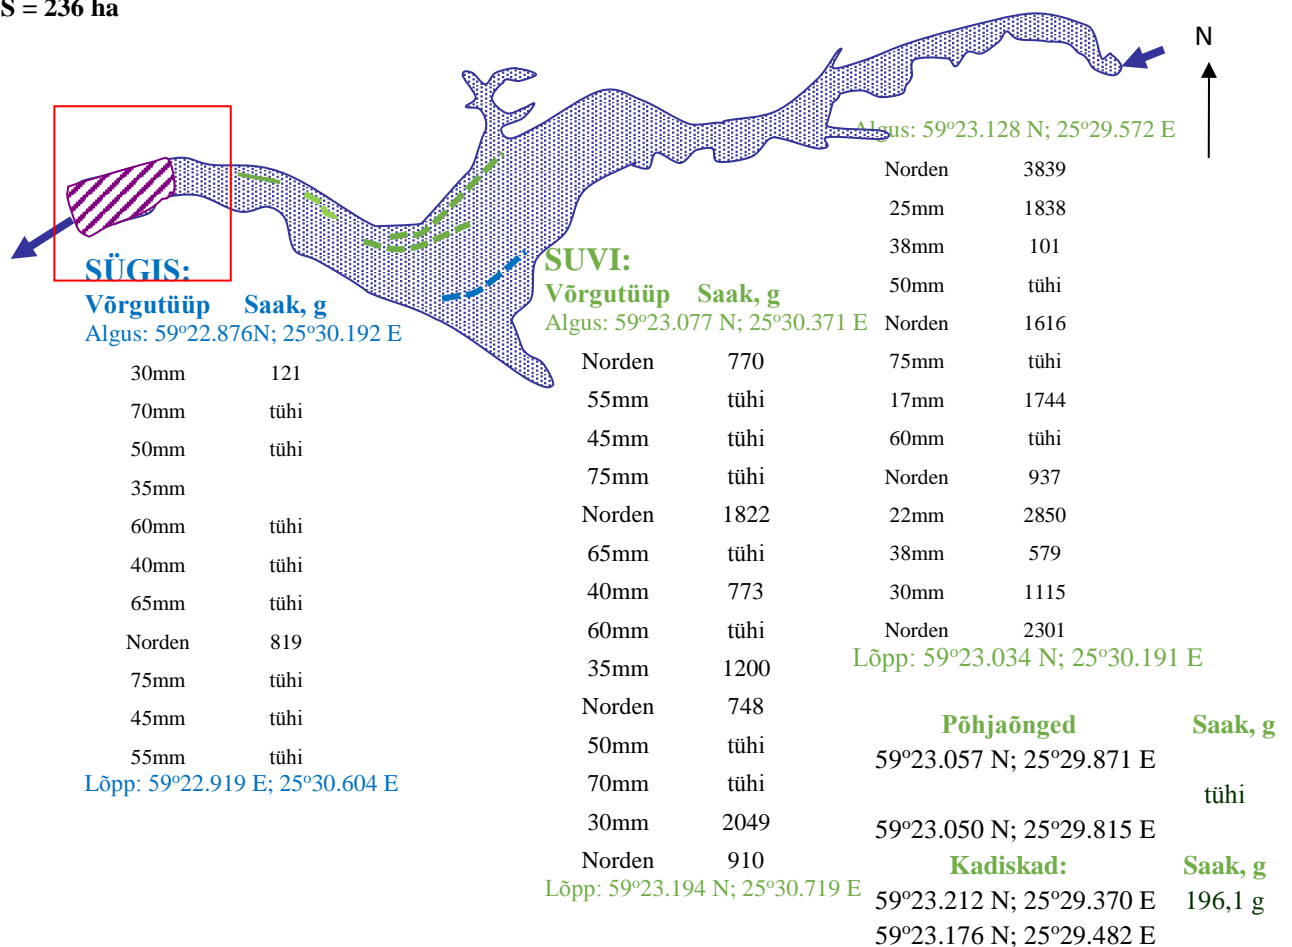 S = 236 ha
N
SÜGIS:
Võrgutüüp Saak, g
Algus: 59º22.876N; 25º30.192 E
30mm 121
70mm tühi
50mm tühi
35mm
60mm tühi
40mm tühi
65mm tühi
Norden 819
75mm tühi
45mm tühi
55mm tühi
Lõpp: 59º22.919 E; 25º30.604 E
SUVI:
Võrgutüüp Saak, g
Algus: 59º23.077 N; 25º30.371 E
Norden 770
55mm tühi
45mm tühi
75mm tühi
Norden 1822
65mm tühi
40mm 773
60mm tühi
35mm 1200
Norden 748
50mm tühi
70mm tühi
30mm 2049
Norden 910
Lõpp: 59º23.194 N; 25º30.719 E
Algus: 59º23.128 N; 25º29.572 E
Norden 3839
25mm 1838
38mm 101
50mm tühi
Norden 1616
75mm tühi
17mm 1744
60mm tühi
Norden 937
22mm 2850
38mm 579
30mm 1115
Norden 2301
Lõpp: 59º23.034 N; 25º30.191 E
Põhjaõnged Saak, g
59º23.057 N; 25º29.871 E
tühi
59º23.050 N; 25º29.815 E
Kadiskad: Saak, g
59º23.212 N; 25º29.370 E 196,1 g
59º23.176 N; 25º29.482 E